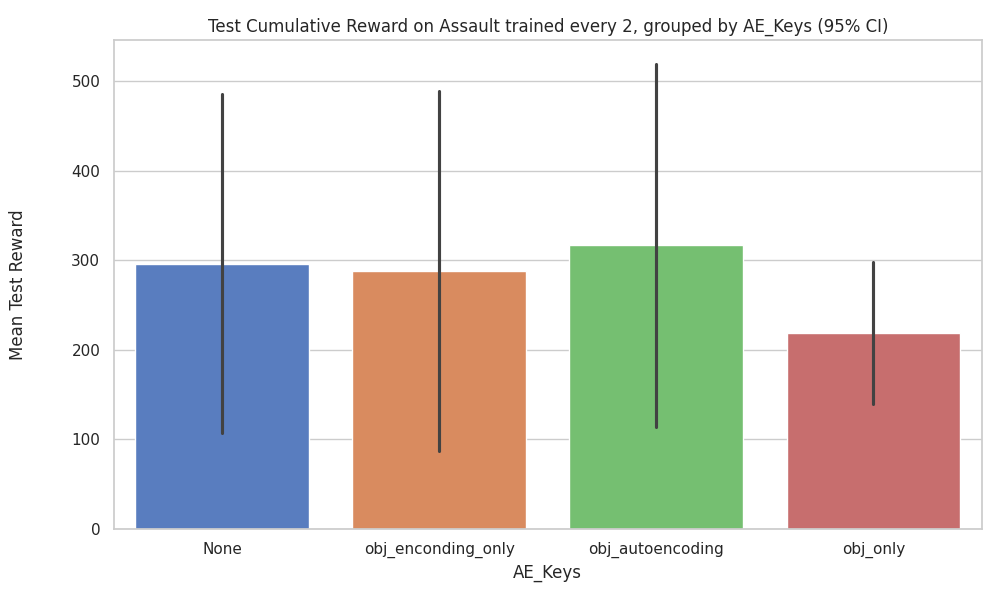 Test Cumulative Reward on Assault trained every 2, grouped by AE_Keys (95% CI)
Mean Test Reward
500
400
300
200
100
0
None
obj_enconding_only
obj_autoencoding
obj_only
AE_Keys